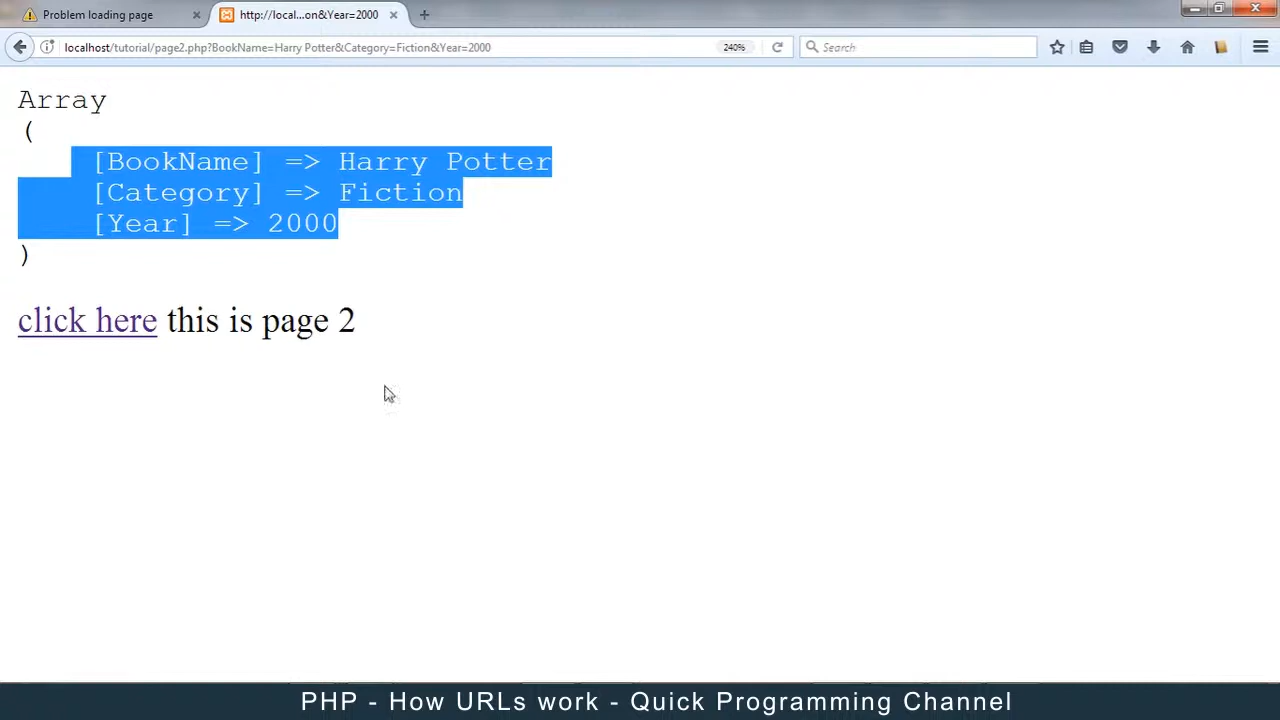 Problem loading page
http://local...on&Year=2000
localhost/tutorial/page2.php?BookName=Harry Potter&Category=Fiction&Year=2000
240%
Search
Array
(
[BookName] => Harry Potter
[Category] => Fiction
[Year] => 2000
)
click here this is page 2
PHP - How URLs work - Quick Programming Channel